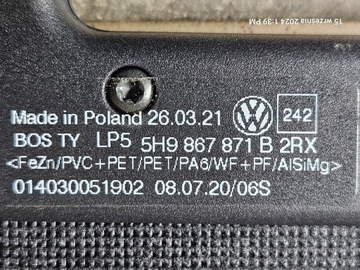 15 września 2024 1:39 PM
Made in Poland 26.03.21 VW 242
BOS TY LP5 5H9 867 871 B 2RX
<FeZn/PVC+PET/PET/PA6/WF+PF/AlSiMg>
014030051902 08.07.20/06S